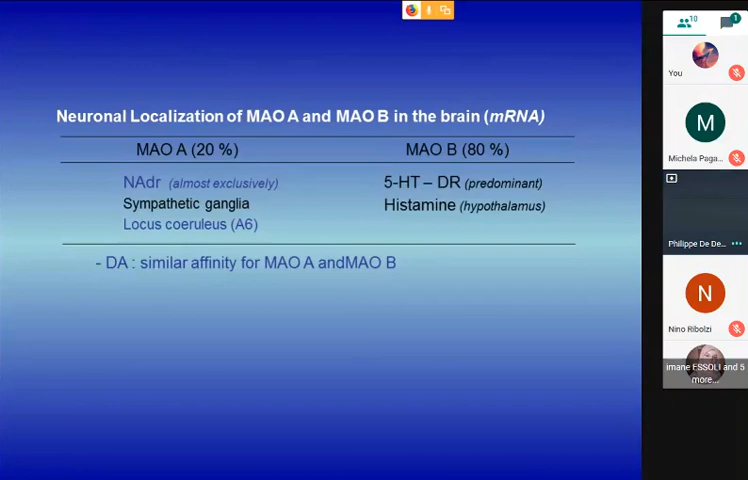 Neuronal Localization of MAO A and MAO B in the brain (mRNA)
MAO A (20 %) MAO B (80 %)
NAdr (almost exclusively) 5-HT – DR (predominant)
Sympathetic ganglia Histamine (hypothalamus)
Locus coeruleus (A6)
- DA : similar affinity for MAO A andMAO B
10 1
You
M
Michela Paga...
Philippe De De...
N
Nino Ribolzi
imane ESSOLI and 5
more...